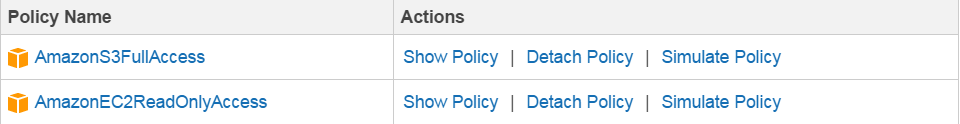 Policy Name Actions
AmazonS3FullAccess Show Policy | Detach Policy | Simulate Policy
AmazonEC2ReadOnlyAccess Show Policy | Detach Policy | Simulate Policy